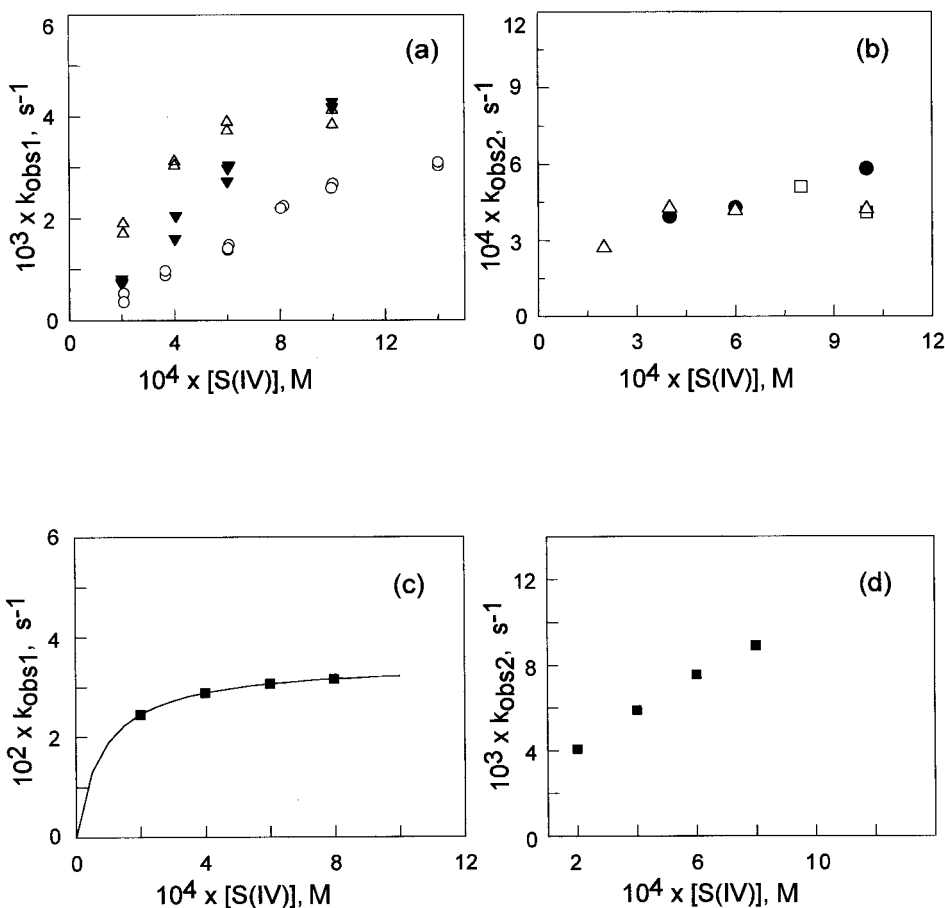 (a)
10³ x kobs1, s⁻¹
6
4
2
0
0 4 8 12
10⁴ x [S(IV)], M
(b)
10⁴ x kobs2, s⁻¹
12
9
6
3
0
0 3 6 9 12
10⁴ x [S(IV)], M
(c)
10² x kobs1, s⁻¹
6
4
2
0
0 4 8 12
10⁴ x [S(IV)], M
(d)
10³ x kobs2, s⁻¹
12
8
4
0
2 6 10
10⁴ x [S(IV)], M